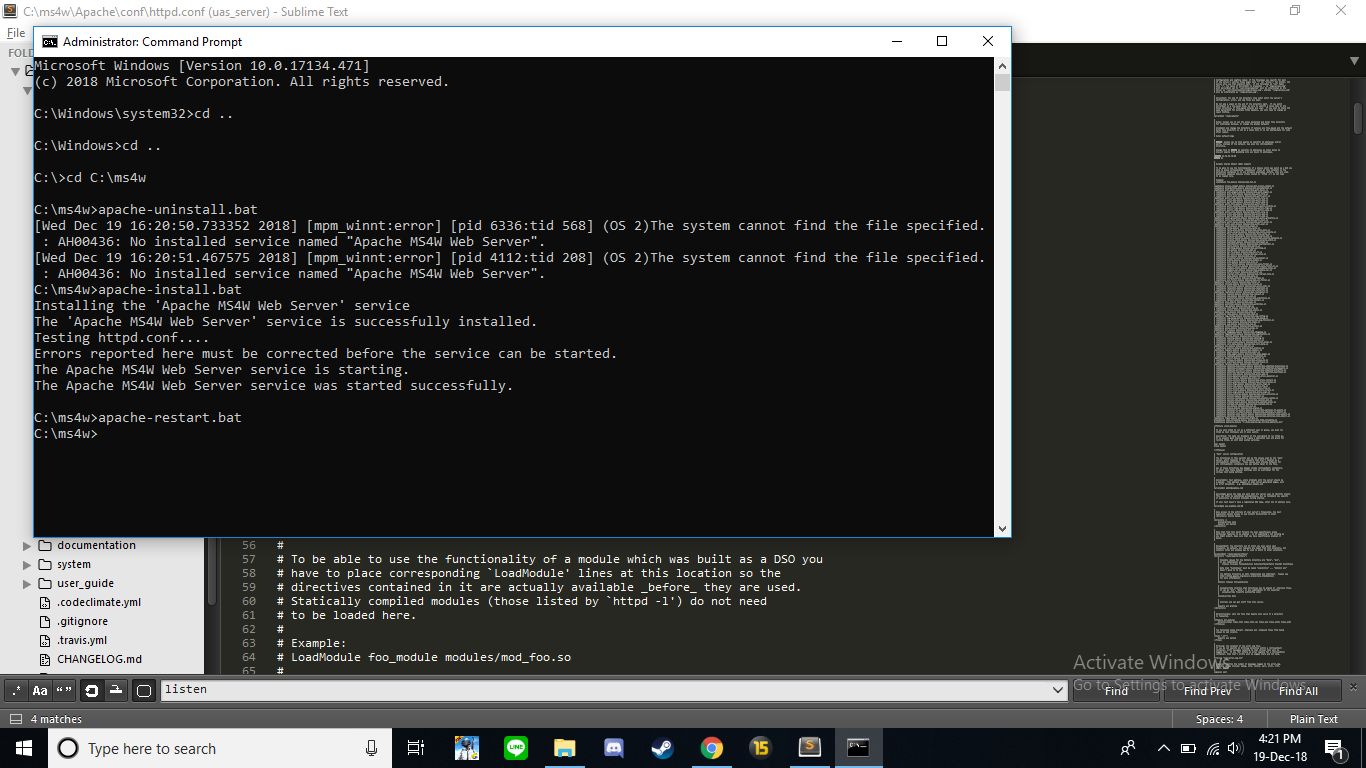 C:\ms4w\Apache\conf\httpd.conf (uas_server) - Sublime Text
File
Administrator: Command Prompt
FOL
Microsoft Windows [Version 10.0.17134.471]
(c) 2018 Microsoft Corporation. All rights reserved.
C:\Windows\system32>cd ..
C:\Windows>cd ..
C:\>cd C:\ms4w
C:\ms4w>apache-uninstall.bat
[Wed Dec 19 16:20:50.733352 2018] [mpm_winnt:error] [pid 6336:tid 568] (OS 2)The system cannot find the file specified.
: AH00436: No installed service named "Apache MS4W Web Server".
[Wed Dec 19 16:20:51.467575 2018] [mpm_winnt:error] [pid 4112:tid 208] (OS 2)The system cannot find the file specified.
: AH00436: No installed service named "Apache MS4W Web Server".
C:\ms4w>apache-install.bat
Installing the 'Apache MS4W Web Server' service
The 'Apache MS4W Web Server' service is successfully installed.
Testing httpd.conf....
Errors reported here must be corrected before the service can be started.
The Apache MS4W Web Server service is starting.
The Apache MS4W Web Server service was started successfully.
C:\ms4w>apache-restart.bat
C:\ms4w>
documentation
system
user_guide
.codeclimate.yml
.gitignore
.travis.yml
CHANGELOG.md
56 #
57 # To be able to use the functionality of a module which was built as a DSO you
58 # have to place corresponding `LoadModule' lines at this location so the
59 # directives contained in it are actually available _before_ they are used.
60 # Statically compiled modules (those listed by `httpd -l') do not need
61 # to be loaded here.
62 #
63 # Example:
64 # LoadModule foo_module modules/mod_foo.so
65 #
Activate Windows
Go to Settings to activate Windows.
.* Aa “”
listen
Find
Find Prev
Find All
4 matches
Spaces: 4
Plain Text
Type here to search
15
4:21 PM
19-Dec-18
1